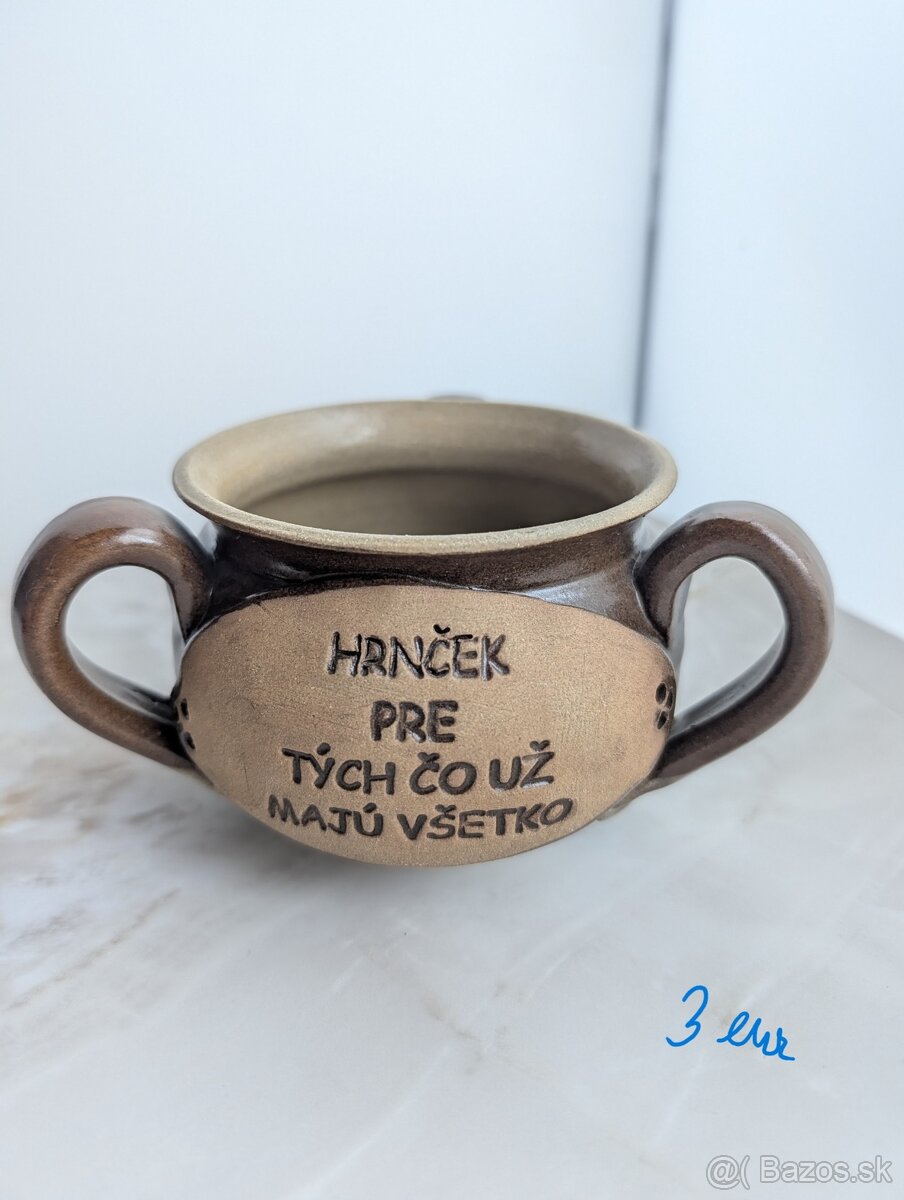 HRNČEK
PRE
TÝCH ČO UŽ
MAJÚ VŠETKO
3 eur
@( Bazos.sk